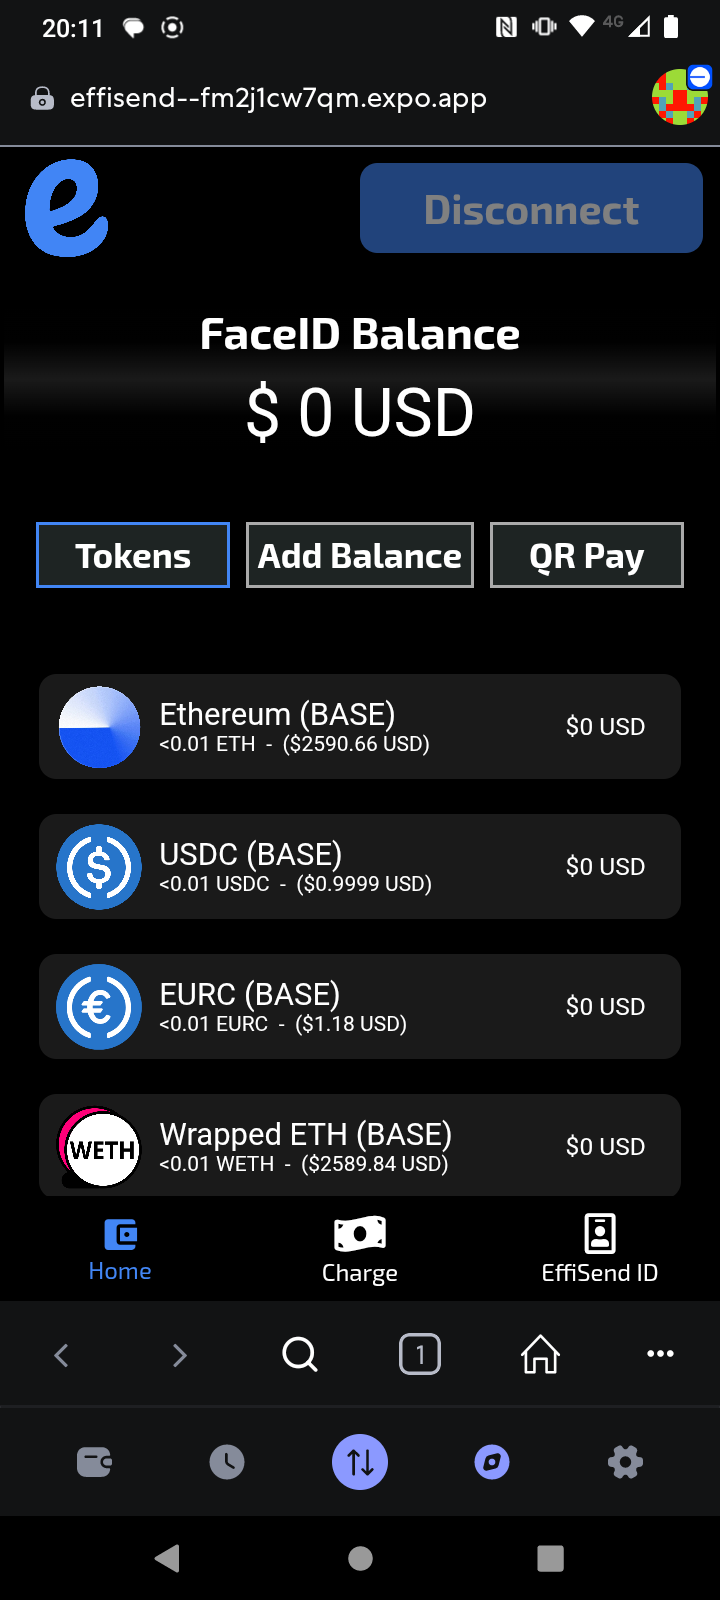 20:11
4G
effisend--fm2j1cw7qm.expo.app
e
Disconnect
FaceID Balance
$ 0 USD
Tokens
Add Balance
QR Pay
Ethereum (BASE)
<0.01 ETH - ($2590.66 USD)
$0 USD
USDC (BASE)
<0.01 USDC - ($0.9999 USD)
$0 USD
EURC (BASE)
<0.01 EURC - ($1.18 USD)
$0 USD
WETH
Wrapped ETH (BASE)
<0.01 WETH - ($2589.84 USD)
$0 USD
Home
Charge
EffiSend ID
1